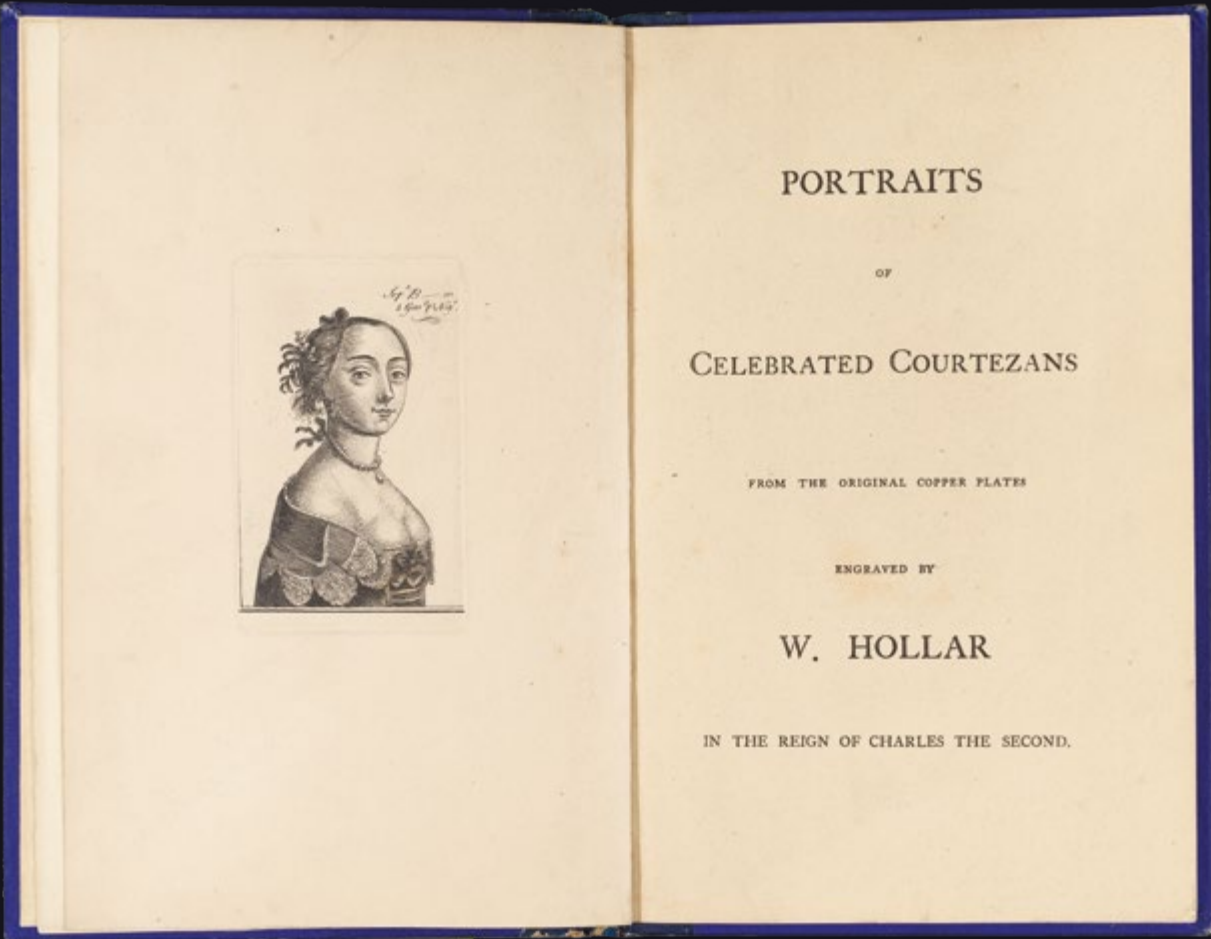 PORTRAITS
OF
CELEBRATED COURTEZANS
FROM THE ORIGINAL COPPER PLATES
ENGRAVED BY
W. HOLLAR
IN THE REIGN OF CHARLES THE SECOND.